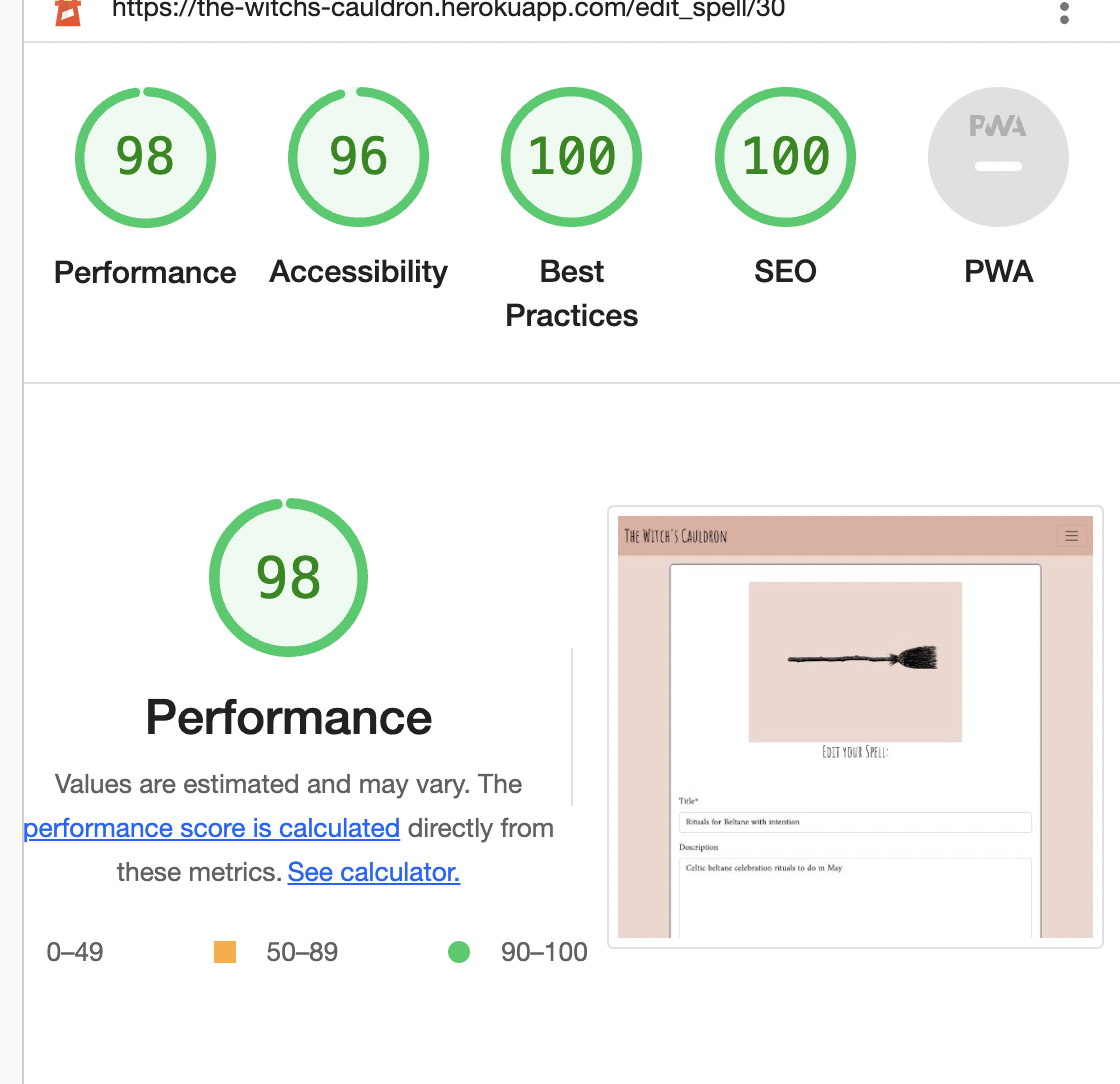 https://the-witchs-cauldron.herokuapp.com/edit_spell/30
98
96
100
100
PWA
Performance
Accessibility
Best
Practices
SEO
PWA
98
Performance
Values are estimated and may vary. The
performance score is calculated directly from
these metrics. See calculator.
0–49
50–89
90–100
The Witch's Cauldron
Edit your Spell:
Title*
Rituals for Beltane with intention
Description
Celtic beltane celebration rituals to do in May